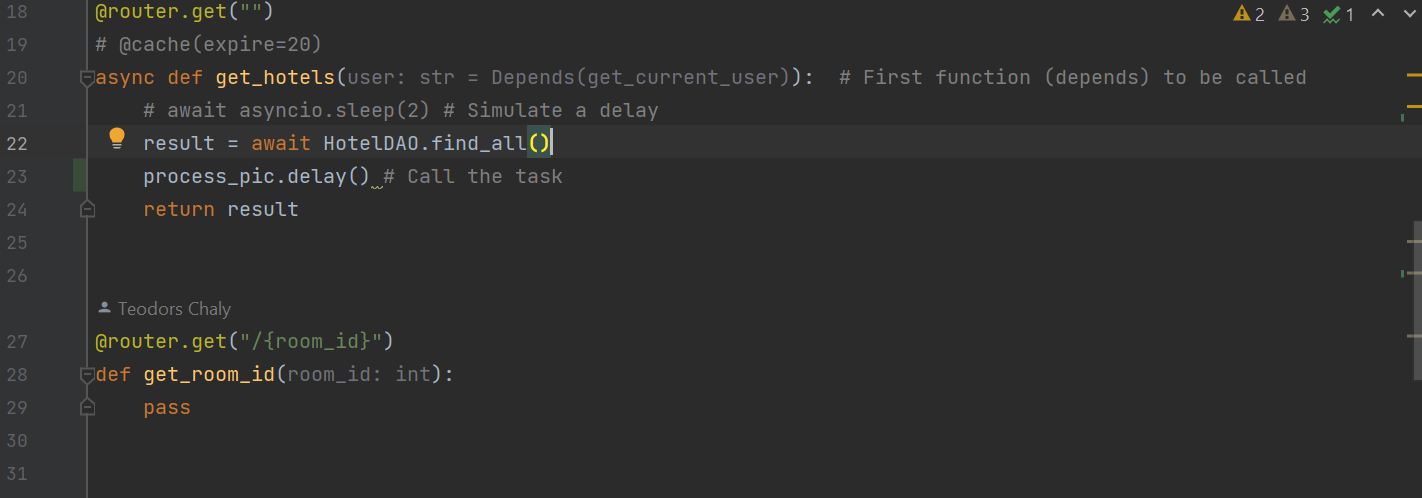 18 @router.get("") 2 3 1
19 # @cache(expire=20)
20 async def get_hotels(user: str = Depends(get_current_user)):  # First function (depends) to be called
21     # await asyncio.sleep(2) # Simulate a delay
22     result = await HotelDAO.find_all()
23     process_pic.delay() # Call the task
24     return result
25
26
Teodors Chaly
27 @router.get("/{room_id}")
28 def get_room_id(room_id: int):
29     pass
30
31